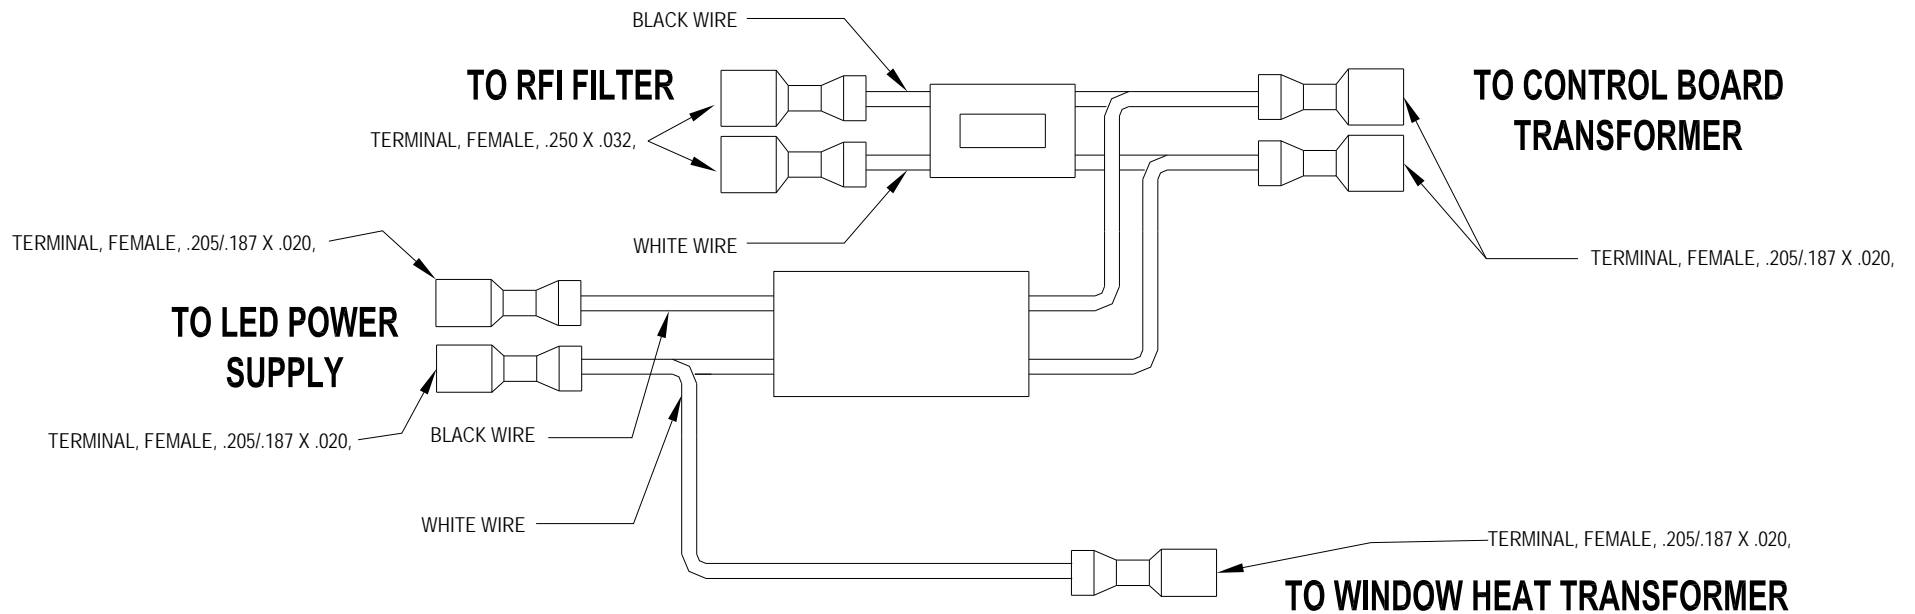 BLACK WIRE
TO RFI FILTER
TO CONTROL BOARD
TRANSFORMER
TERMINAL, FEMALE, .250 X .032,
WHITE WIRE
TERMINAL, FEMALE, .205/.187 X .020,
TERMINAL, FEMALE, .205/.187 X .020,
TO LED POWER
SUPPLY
TERMINAL, FEMALE, .205/.187 X .020,
BLACK WIRE
WHITE WIRE
TERMINAL, FEMALE, .205/.187 X .020,
TO WINDOW HEAT TRANSFORMER